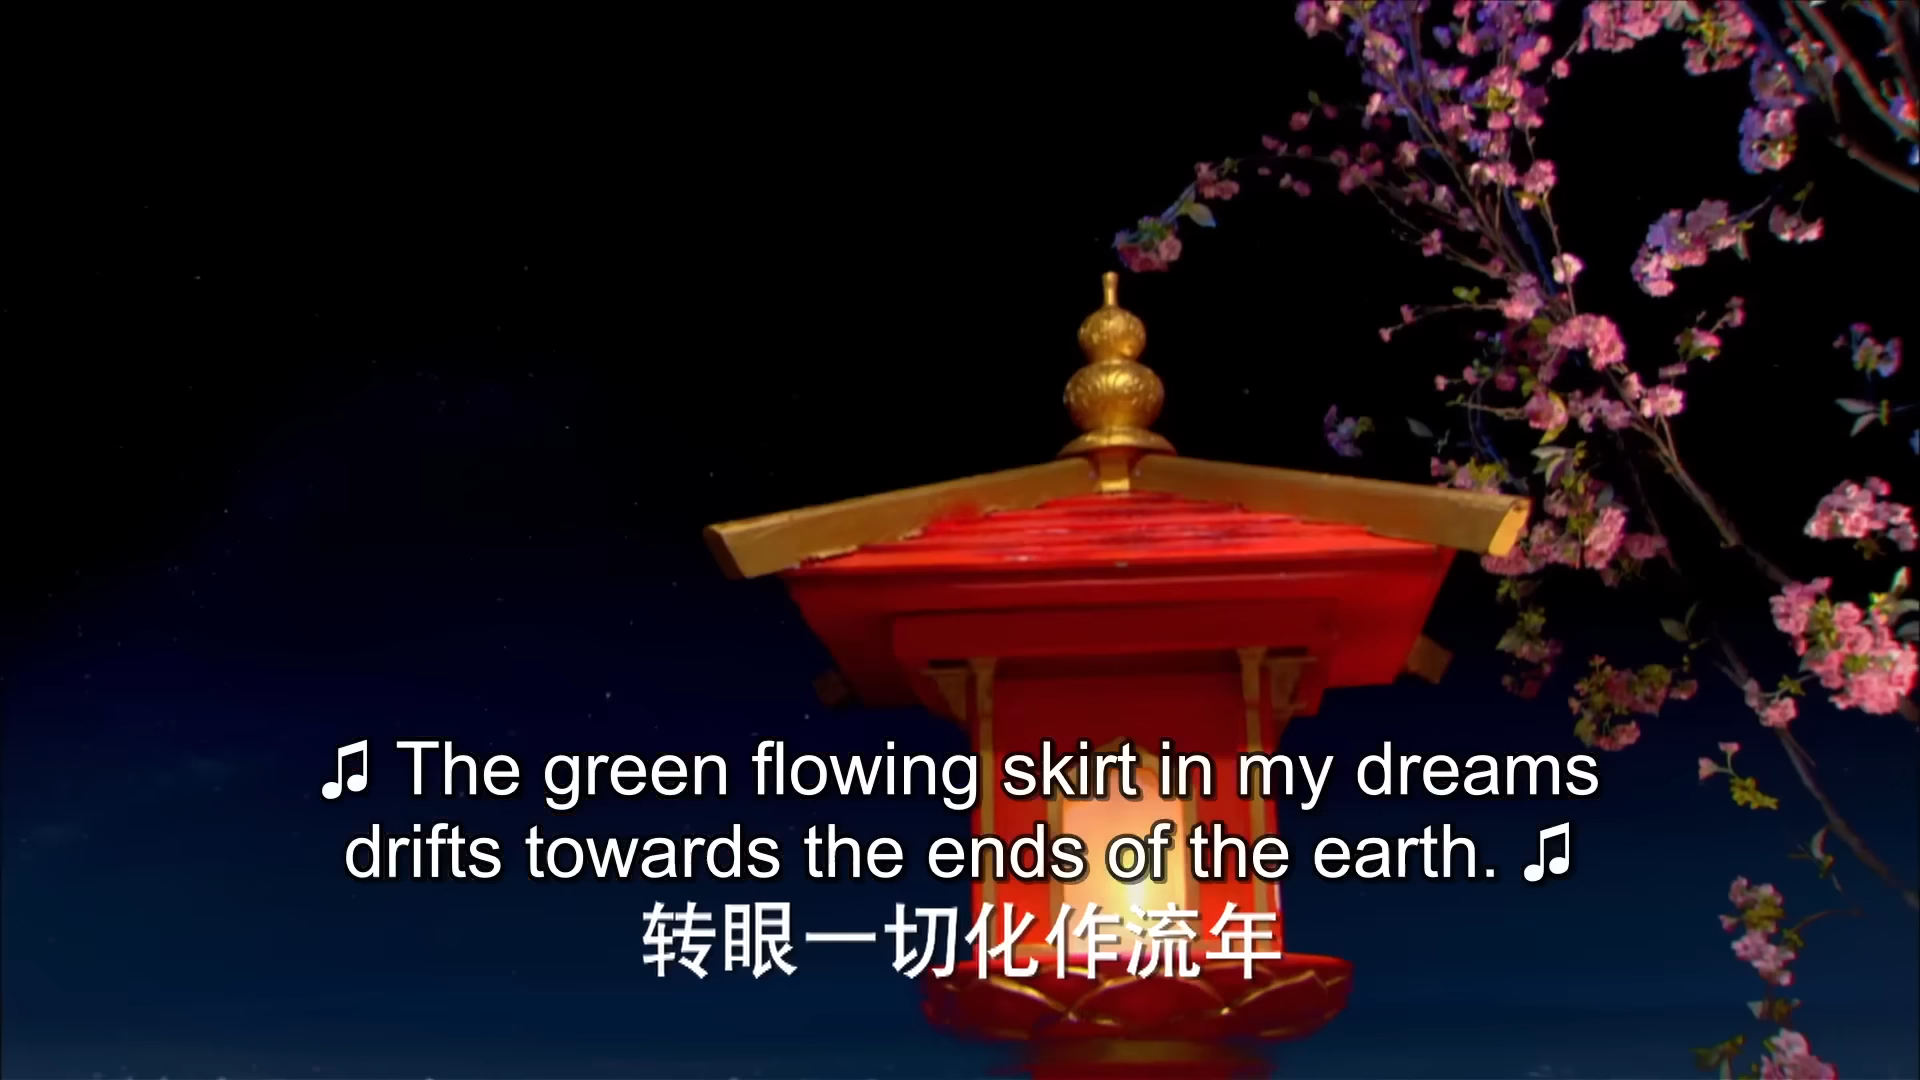 ♫ The green flowing skirt in my dreams
drifts towards the ends of the earth. ♫
转眼一切化作流年